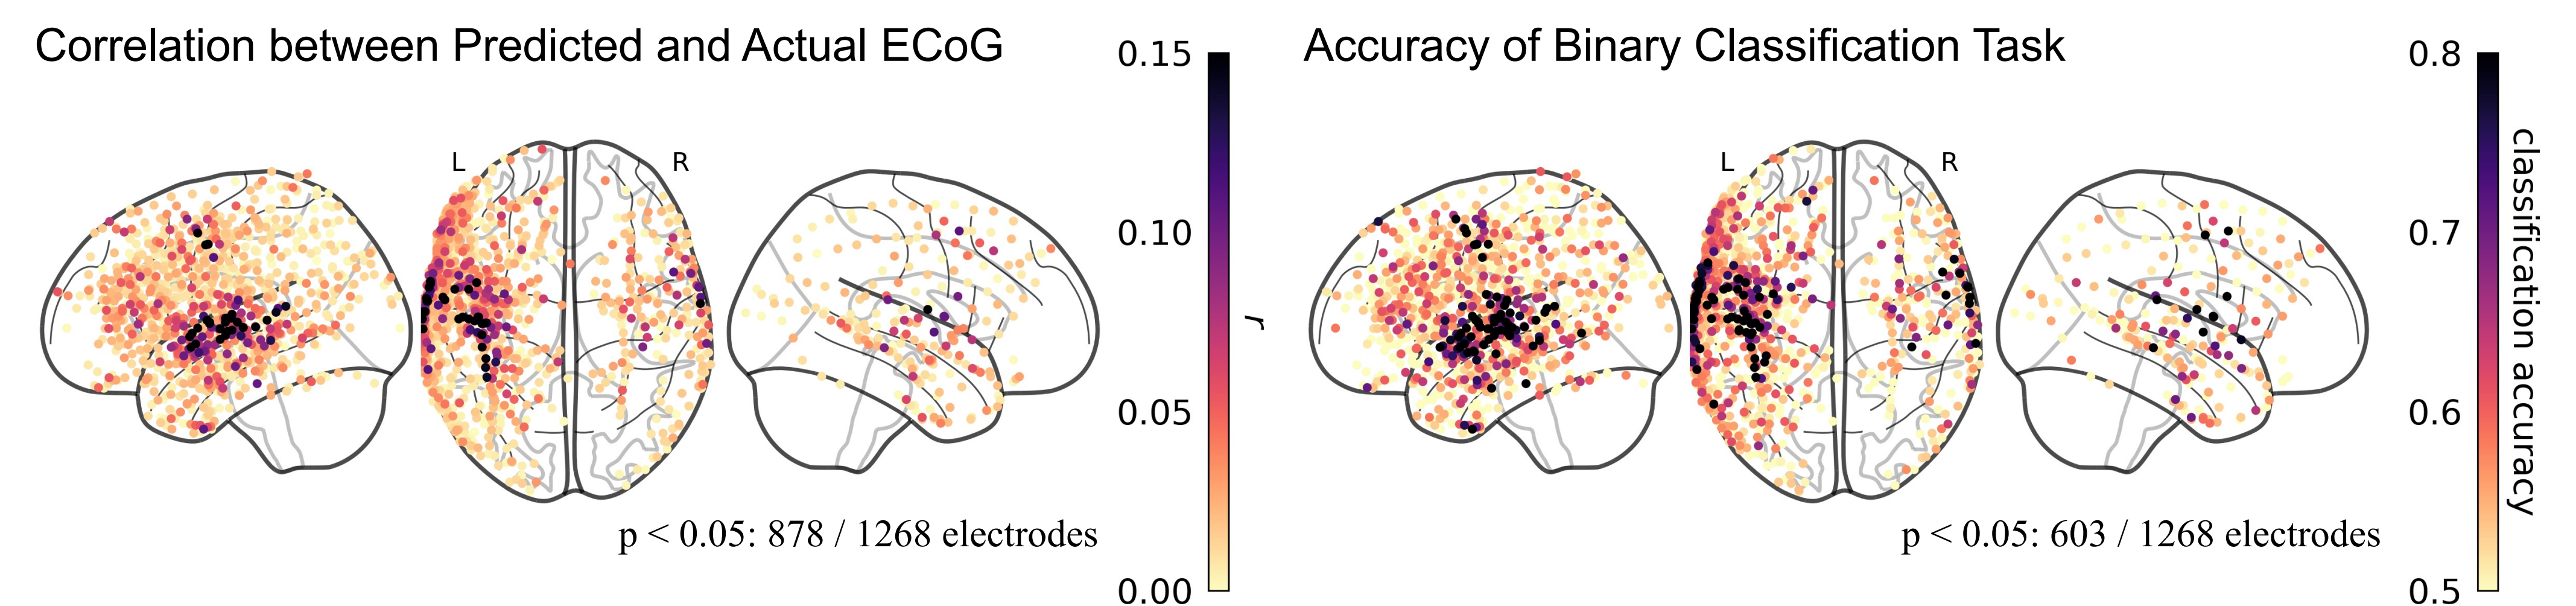 Correlation between Predicted and Actual ECoG
0.15
0.10
0.05
0.00
r
L
R
p < 0.05: 878 / 1268 electrodes
Accuracy of Binary Classification Task
0.8
0.7
0.6
0.5
classification accuracy
L
R
p < 0.05: 603 / 1268 electrodes